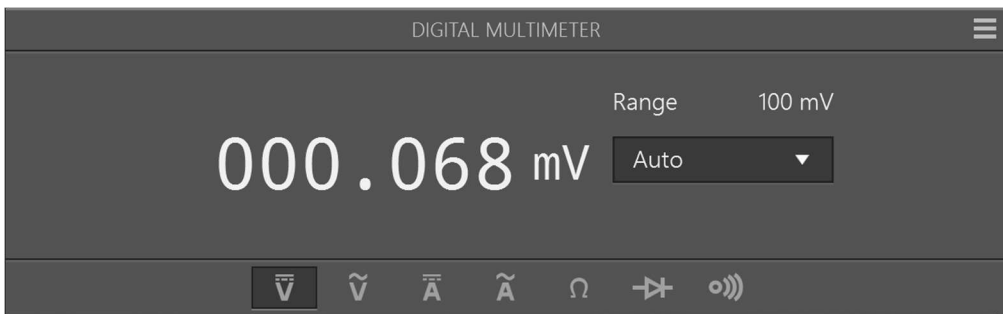 DIGITAL MULTIMETER
Range 100 mV
000.068 mV
Auto
V V A A Ω